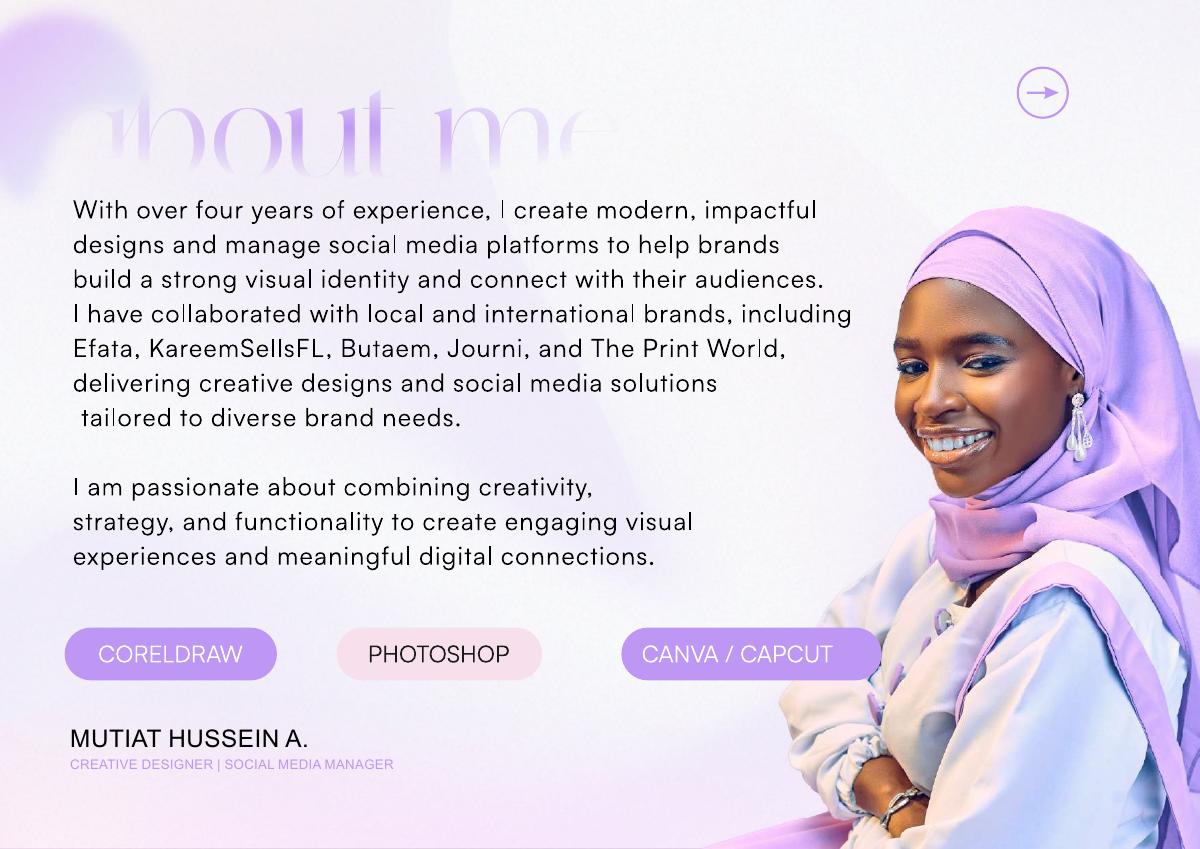 about me
With over four years of experience, I create modern, impactful
designs and manage social media platforms to help brands
build a strong visual identity and connect with their audiences.
I have collaborated with local and international brands, including
Efata, KareemSellsFL, Butaem, Journi, and The Print World,
delivering creative designs and social media solutions
tailored to diverse brand needs.
I am passionate about combining creativity,
strategy, and functionality to create engaging visual
experiences and meaningful digital connections.
CORELDRAW
PHOTOSHOP
CANVA / CAPCUT
MUTIAT HUSSEIN A.
CREATIVE DESIGNER | SOCIAL MEDIA MANAGER